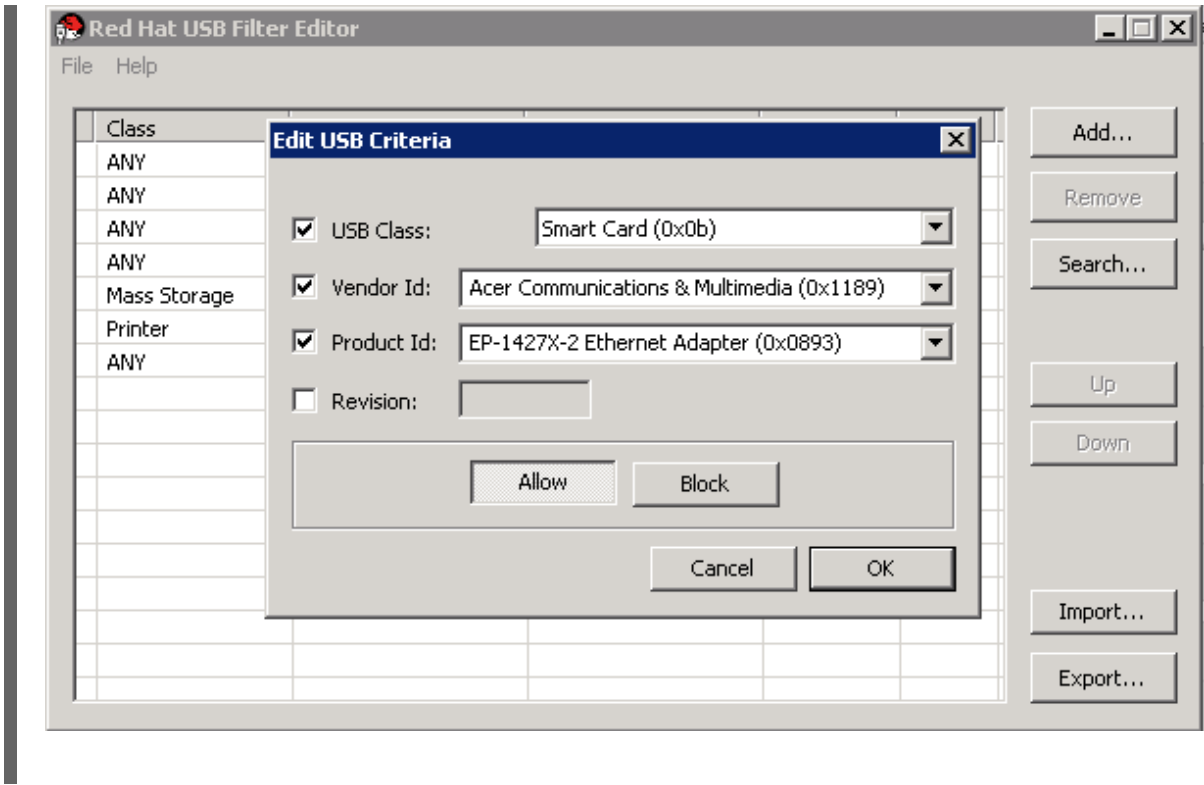 Red Hat USB Filter Editor
File Help
Class
Add...
Edit USB Criteria
ANY
ANY
Remove
ANY
USB Class: Smart Card (0x0b)
ANY
Search...
Mass Storage
Vendor Id: Acer Communications & Multimedia (0x1189)
Printer
Product Id: EP-1427X-2 Ethernet Adapter (0x0893)
ANY
Up
Revision:
Down
Allow Block
Cancel OK
Import...
Export...